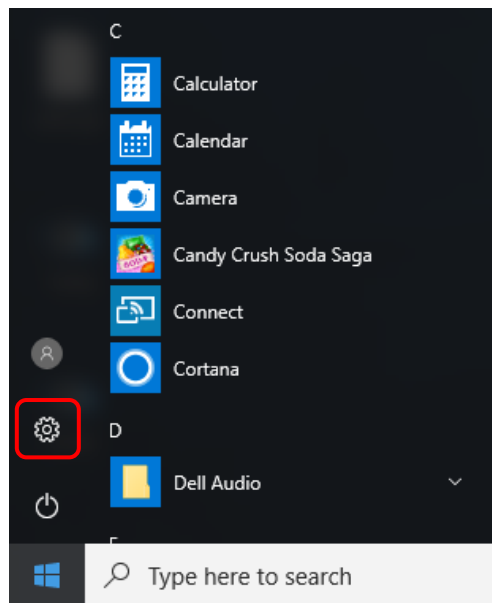 C
Calculator
Calendar
Camera
Candy Crush Soda Saga
Connect
Cortana
D
Dell Audio
Type here to search